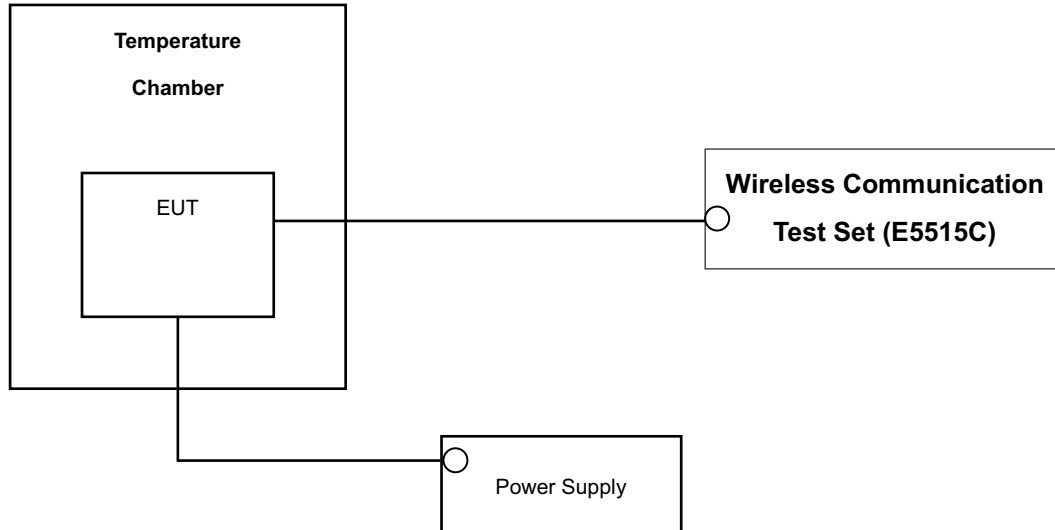 Temperature
Chamber
EUT
Wireless Communication
Test Set (E5515C)
Power Supply